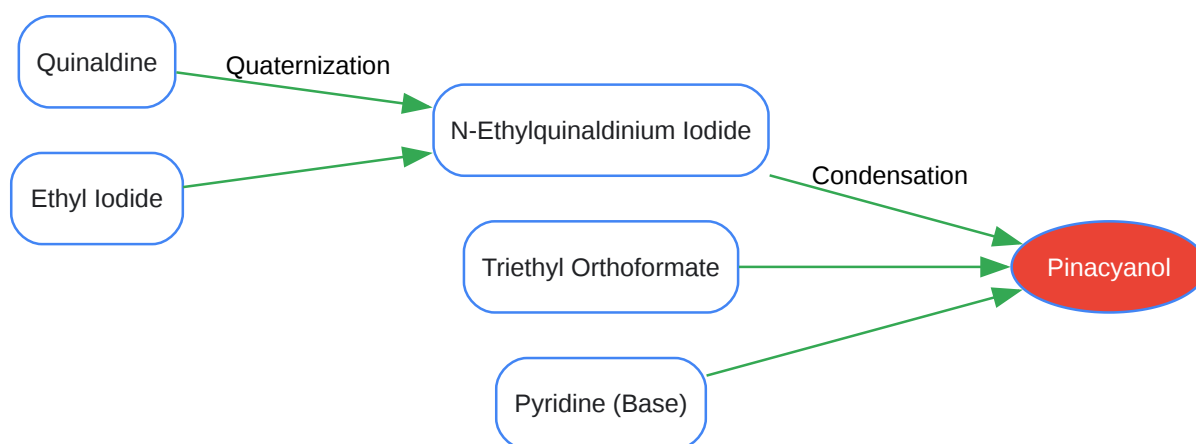 Quinaldine
Quaternization
N-Ethylquinaldinium Iodide
Ethyl Iodide
Condensation
Triethyl Orthoformate
Pinacyanol
Pyridine (Base)